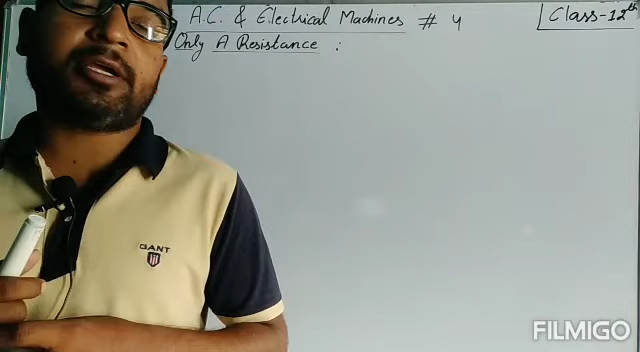 A.C. & Electrical Machines # 4
Class-12th
Only A Resistance :
GANT
FILMIGO